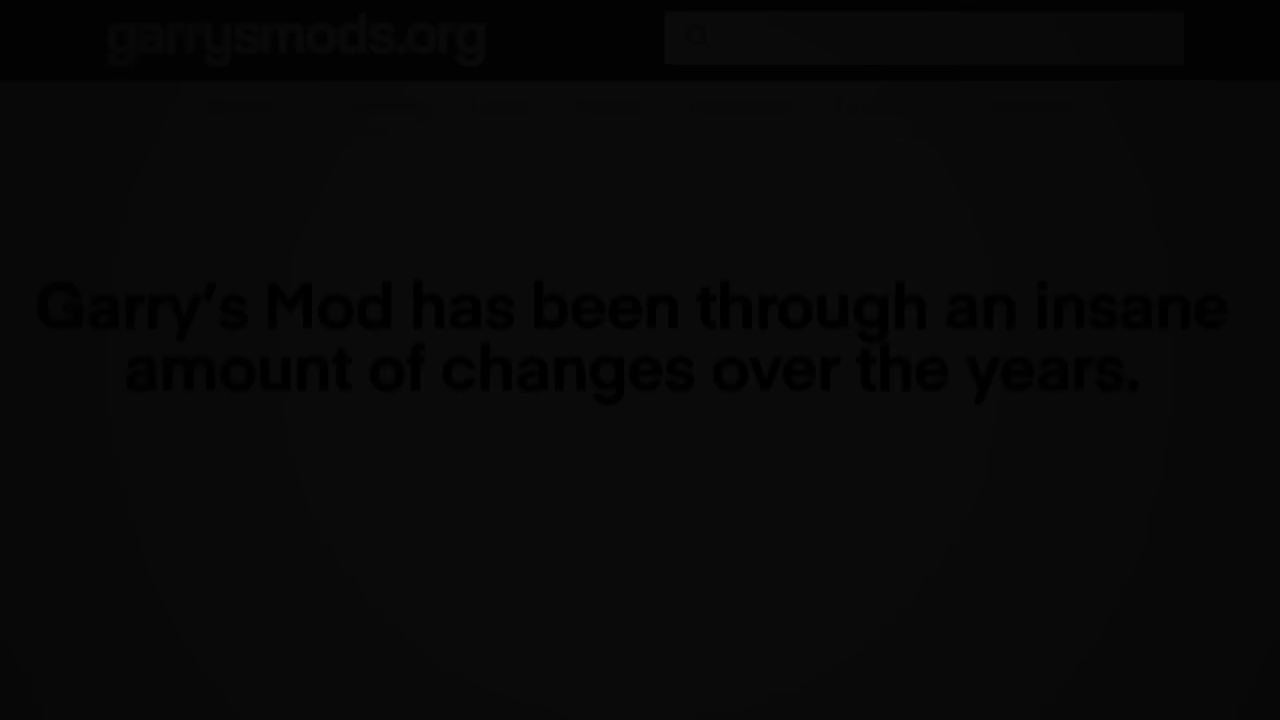 garrysmods.org
Garry's Mod has been through an insane
amount of changes over the years.